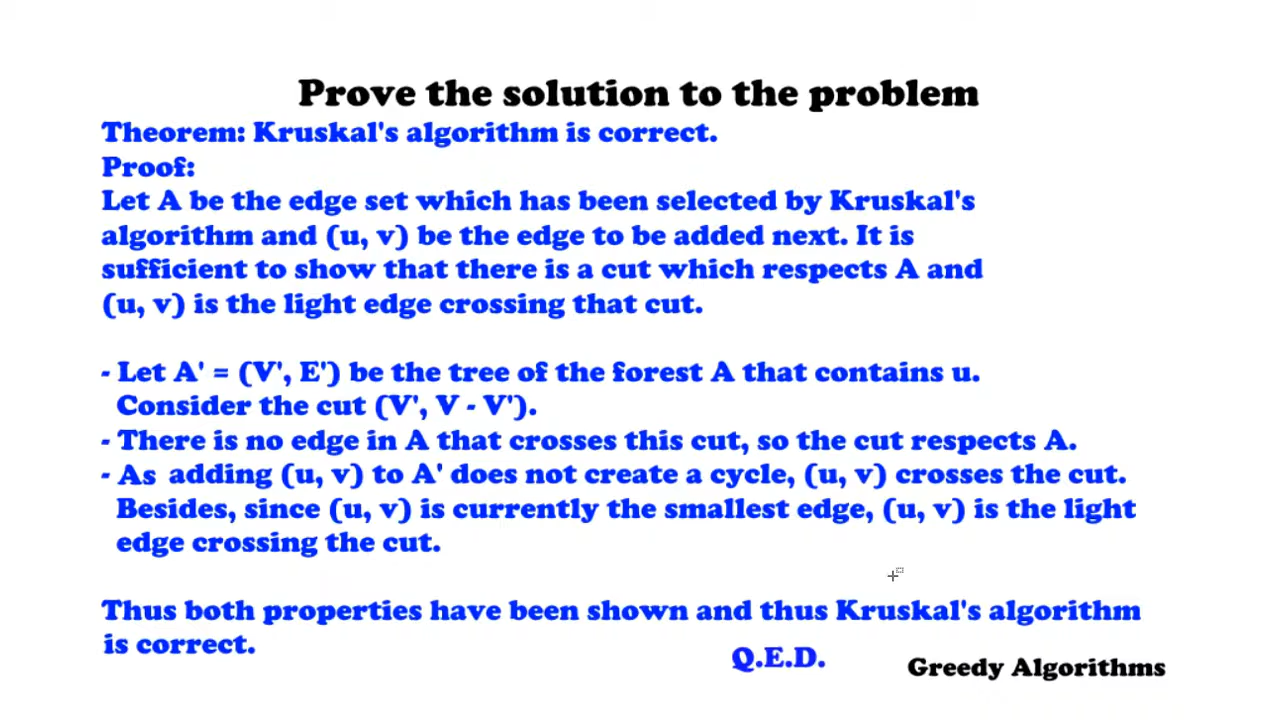 Prove the solution to the problem
Theorem: Kruskal's algorithm is correct.
Proof:
Let A be the edge set which has been selected by Kruskal's
algorithm and (u, v) be the edge to be added next. It is
sufficient to show that there is a cut which respects A and
(u, v) is the light edge crossing that cut.
- Let A' = (V', E') be the tree of the forest A that contains u.
Consider the cut (V', V - V').
- There is no edge in A that crosses this cut, so the cut respects A.
- As adding (u, v) to A' does not create a cycle, (u, v) crosses the cut.
Besides, since (u, v) is currently the smallest edge, (u, v) is the light
edge crossing the cut.
Thus both properties have been shown and thus Kruskal's algorithm
is correct.
Q.E.D.
Greedy Algorithms